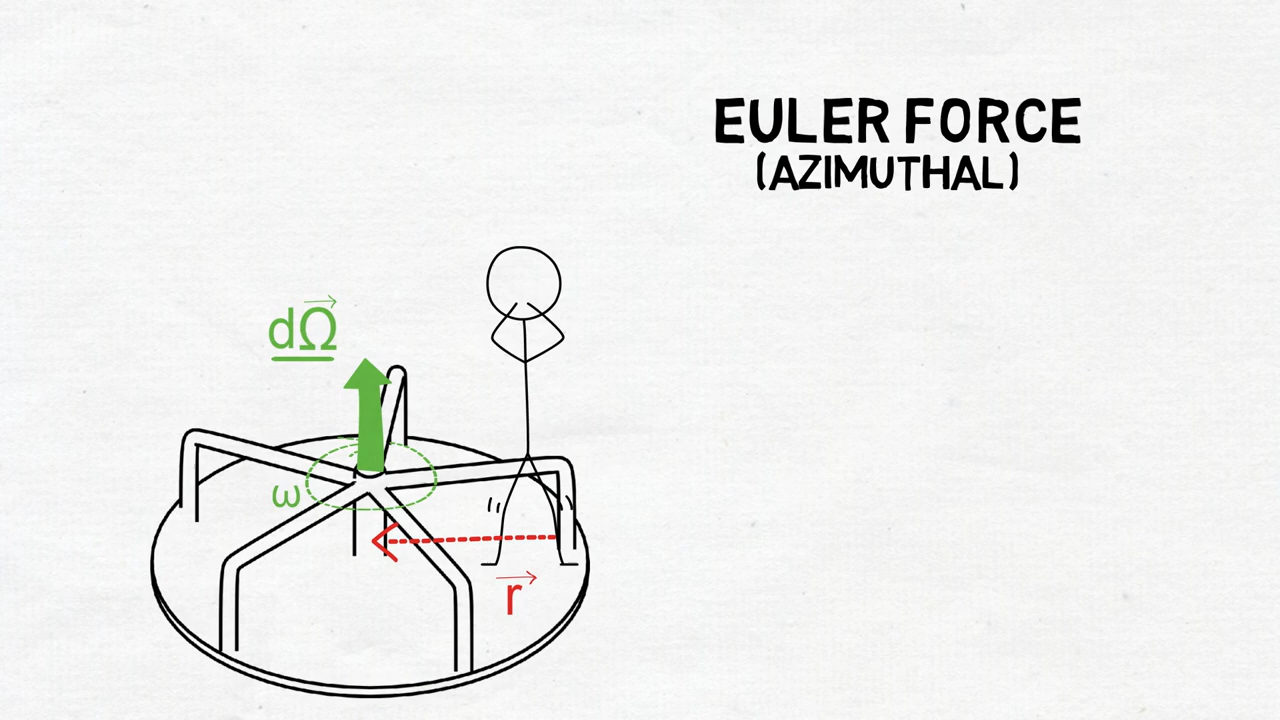 EULER FORCE
(AZIMUTHAL)
dΩ⃗
ω
r⃗